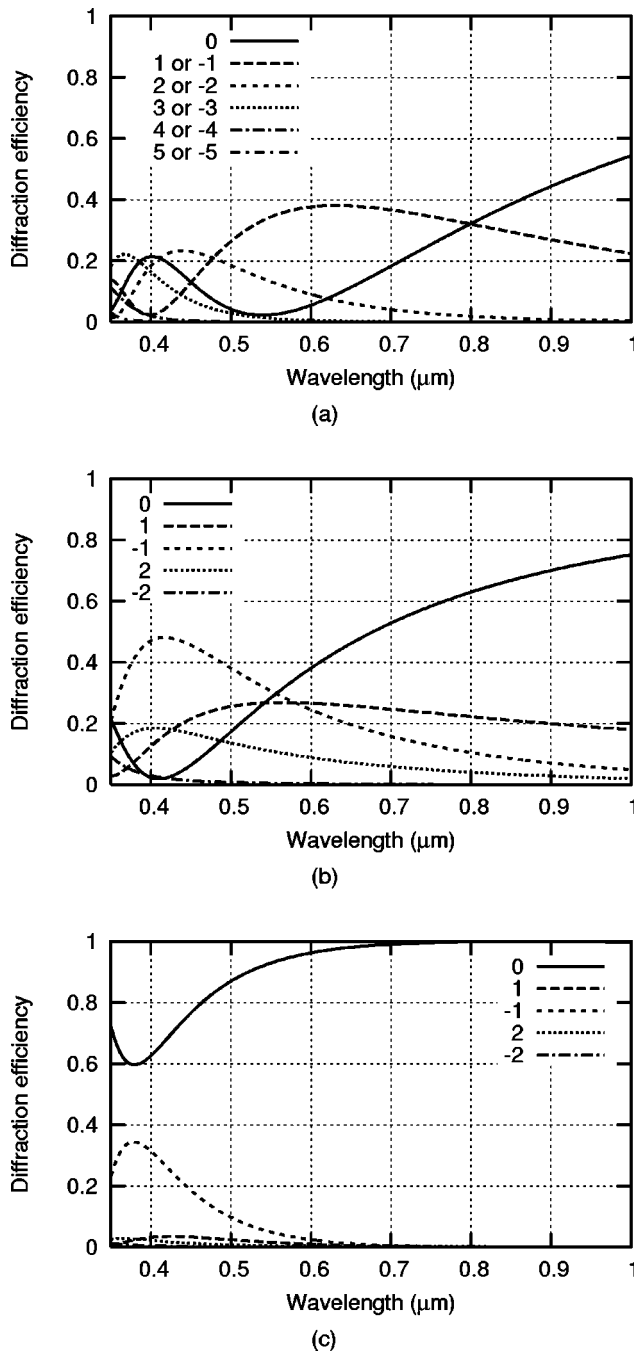 1
0.8
0.6
0.4
0.2
0
Diffraction efficiency
0
1 or -1
2 or -2
3 or -3
4 or -4
5 or -5
0.4 0.5 0.6 0.7 0.8 0.9 1
Wavelength (μm)
(a)
1
0.8
0.6
0.4
0.2
0
Diffraction efficiency
0
1
-1
2
-2
0.4 0.5 0.6 0.7 0.8 0.9 1
Wavelength (μm)
(b)
1
0.8
0.6
0.4
0.2
0
Diffraction efficiency
0
1
-1
2
-2
0.4 0.5 0.6 0.7 0.8 0.9 1
Wavelength (μm)
(c)